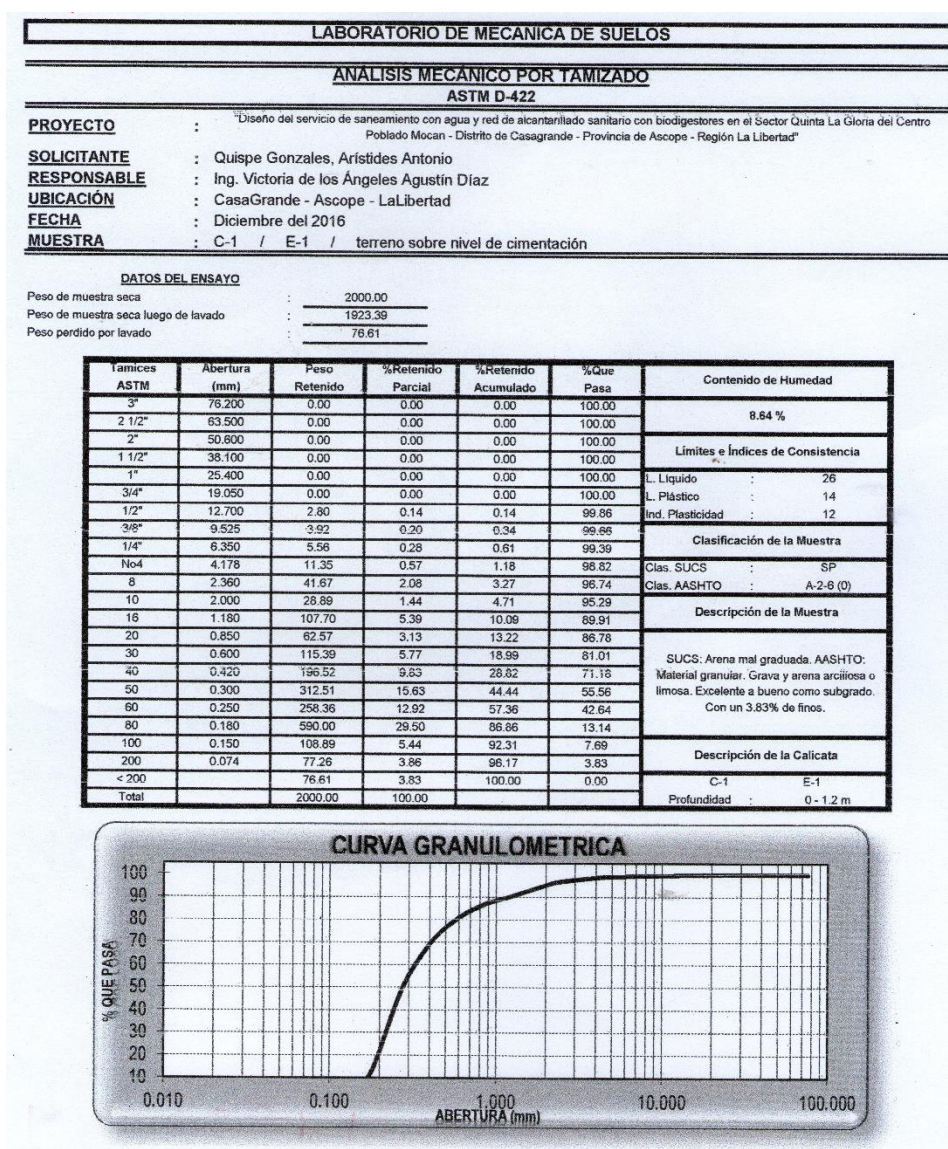 LABORATORIO DE MECANICA DE SUELOS
ANÁLISIS MECÁNICO POR TAMIZADO
ASTM D-422
PROYECTO : "Diseño del servicio de saneamiento con agua y red de alcantarillado sanitario con biodigestores en el Sector Quinta La Gloria del Centro
Poblado Mocan - Distrito de Casagrande - Provincia de Ascope - Región La Libertad"
SOLICITANTE : Quispe Gonzales, Arístides Antonio
RESPONSABLE : Ing. Victoria de los Ángeles Agustín Díaz
UBICACIÓN : CasaGrande - Ascope - LaLibertad
FECHA : Diciembre del 2016
MUESTRA : C-1 / E-1 / terreno sobre nivel de cimentación
DATOS DEL ENSAYO
Peso de muestra seca : 2000.00
Peso de muestra seca luego de lavado : 1923.39
Peso perdido por lavado : 76.61
Tamices Abertura Peso %Retenido %Retenido %Que
ASTM (mm) Retenido Parcial Acumulado Pasa
3" 76.200 0.00 0.00 0.00 100.00
2 1/2" 63.500 0.00 0.00 0.00 100.00
2" 50.600 0.00 0.00 0.00 100.00
1 1/2" 38.100 0.00 0.00 0.00 100.00
1" 25.400 0.00 0.00 0.00 100.00
3/4" 19.050 0.00 0.00 0.00 100.00
1/2" 12.700 2.80 0.14 0.14 99.86
3/8" 9.525 3.92 0.20 0.34 99.66
1/4" 6.350 5.56 0.28 0.61 99.39
No4 4.178 11.35 0.57 1.18 98.82
8 2.360 41.67 2.08 3.27 96.74
10 2.000 28.89 1.44 4.71 95.29
16 1.180 107.70 5.39 10.09 89.91
20 0.850 62.57 3.13 13.22 86.78
30 0.600 115.39 5.77 18.99 81.01
40 0.420 196.52 9.83 28.82 71.18
50 0.300 312.51 15.63 44.44 55.56
60 0.250 258.36 12.92 57.36 42.64
80 0.180 590.00 29.50 86.86 13.14
100 0.150 108.89 5.44 92.31 7.69
200 0.074 77.26 3.86 96.17 3.83
< 200 76.61 3.83 100.00 0.00
Total 2000.00 100.00
Contenido de Humedad
8.64 %
Límites e Índices de Consistencia
L. Líquido : 26
L. Plástico : 14
Ind. Plasticidad : 12
Clasificación de la Muestra
Clas. SUCS : SP
Clas. AASHTO : A-2-6 (0)
Descripción de la Muestra
SUCS: Arena mal graduada. AASHTO:
Material granular. Grava y arena arcillosa o
limosa. Excelente a bueno como subgrado.
Con un 3.83% de finos.
Descripción de la Calicata
C-1 E-1
Profundidad : 0 - 1.2 m
CURVA GRANULOMETRICA
% QUE PASA
100
90
80
70
60
50
40
30
20
10
0.010 0.100 1.000 10.000 100.000
ABERTURA (mm)